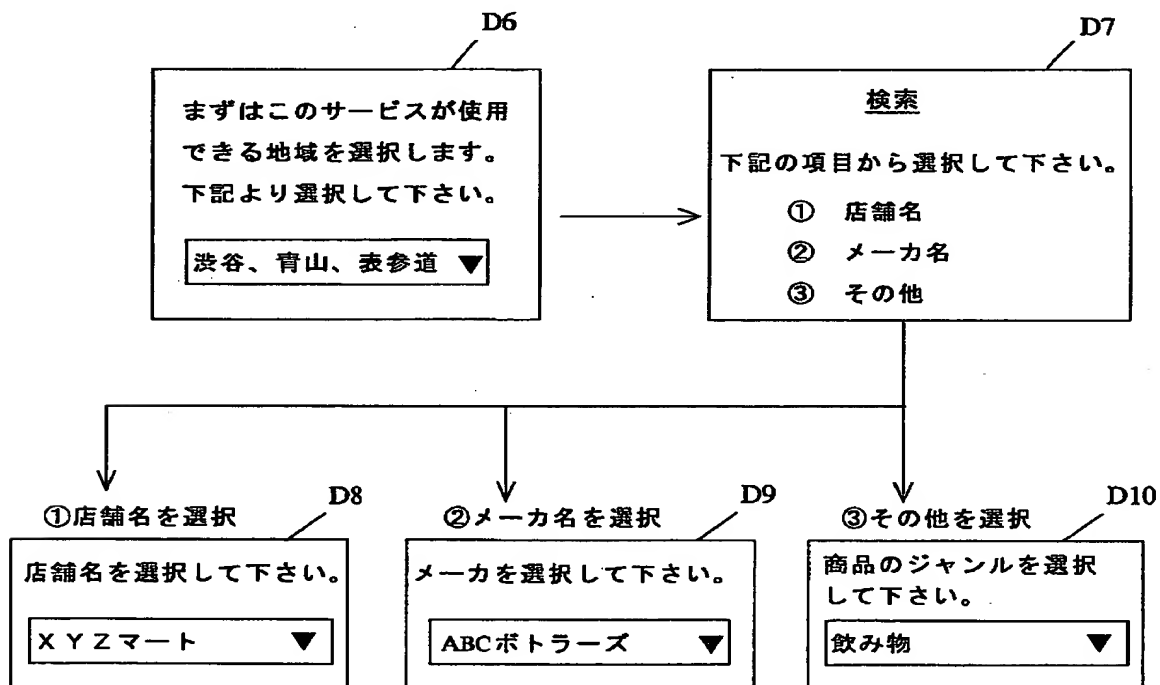 D6
まずはこのサービスが使用
できる地域を選択します。
下記より選択して下さい。
渋谷、青山、表参道 ▼
D7
検索
下記の項目から選択して下さい。
① 店舗名
② メーカ名
③ その他
①店舗名を選択
D8
店舗名を選択して下さい。
XYZマート ▼
②メーカ名を選択
D9
メーカを選択して下さい。
ABCボトラーズ ▼
③その他を選択
D10
商品のジャンルを選択
して下さい。
飲み物 ▼